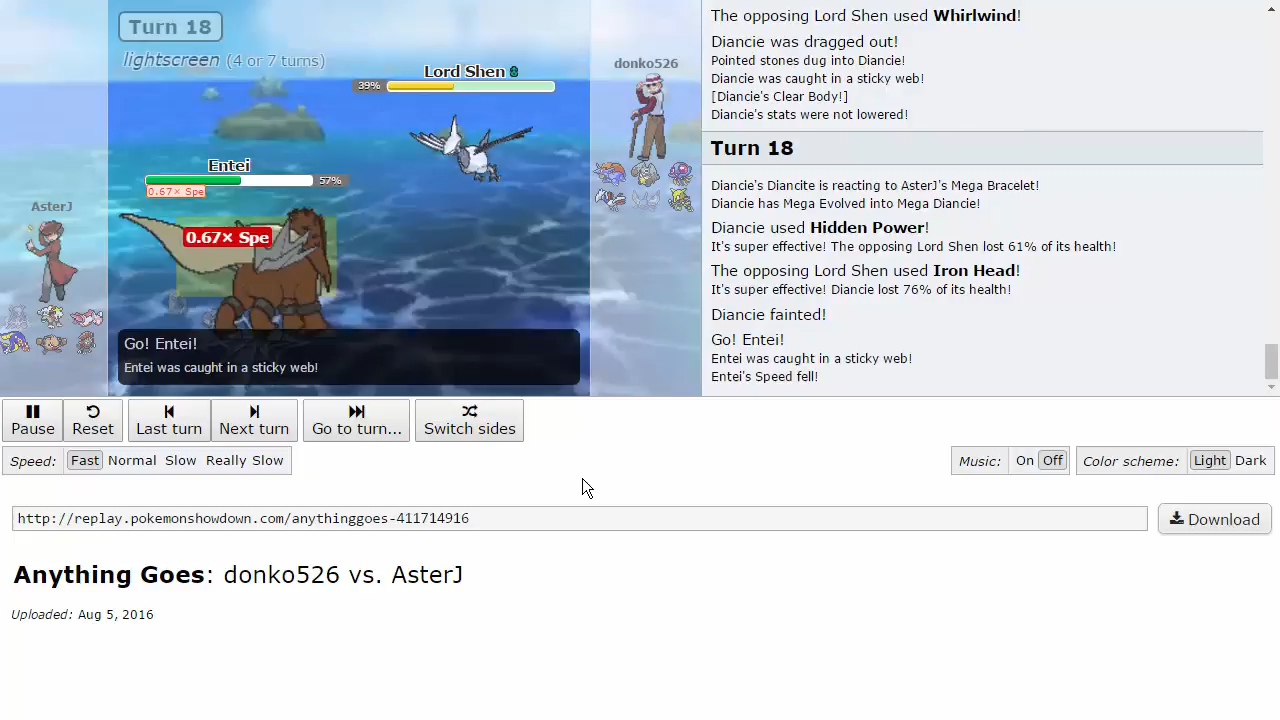 Turn 18
lightscreen (4 or 7 turns)
Lord Shen
39%
Entei
57%
0.67× Spe
0.67× Spe
AsterJ
donko526
Go! Entei!
Entei was caught in a sticky web!
The opposing Lord Shen used Whirlwind!
Diancie was dragged out!
Pointed stones dug into Diancie!
Diancie was caught in a sticky web!
[Diancie's Clear Body!]
Diancie's stats were not lowered!
Turn 18
Diancie's Diancite is reacting to AsterJ's Mega Bracelet!
Diancie has Mega Evolved into Mega Diancie!
Diancie used Hidden Power!
It's super effective! The opposing Lord Shen lost 61% of its health!
The opposing Lord Shen used Iron Head!
It's super effective! Diancie lost 76% of its health!
Diancie fainted!
Go! Entei!
Entei was caught in a sticky web!
Entei's Speed fell!
Pause
Reset
Last turn
Next turn
Go to turn...
Switch sides
Speed: Fast Normal Slow Really Slow
Music: On Off
Color scheme: Light Dark
http://replay.pokemonshowdown.com/anythinggoes-411714916
Download
Anything Goes: donko526 vs. AsterJ
Uploaded: Aug 5, 2016